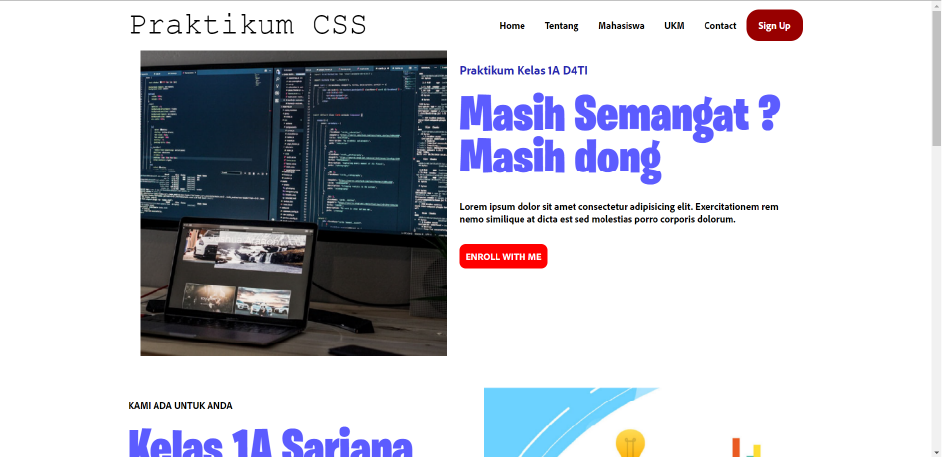 Praktikum CSS
Home Tentang Mahasiswa UKM Contact Sign Up
Praktikum Kelas 1A D4TI
Masih Semangat ?
Masih dong
Lorem ipsum dolor sit amet consectetur adipisicing elit. Exercitationem rem
nemo similique at dicta est sed molestias porro corporis dolorum.
ENROLL WITH ME
KAMI ADA UNTUK ANDA
Kelas 1A Sarjana